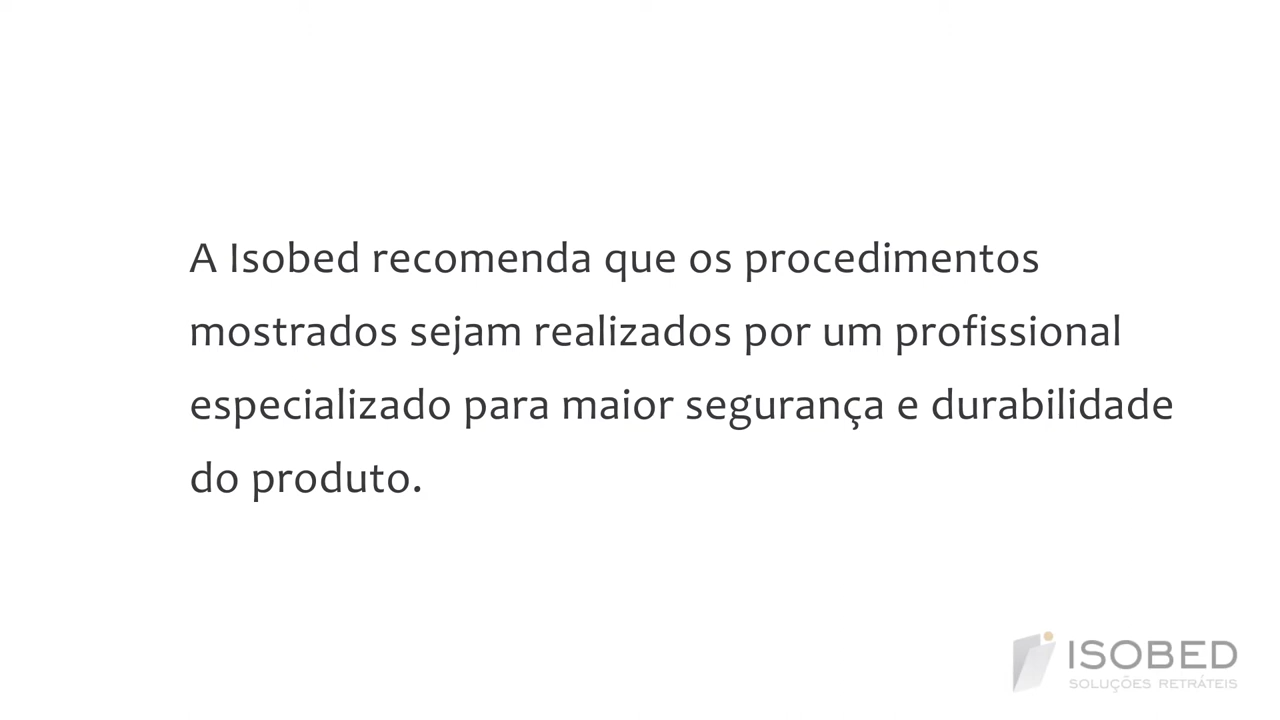 A Isobed recomenda que os procedimentos
mostrados sejam realizados por um profissional
especializado para maior segurança e durabilidade
do produto.
ISOBED
SOLUÇÕES RETRÁTEIS